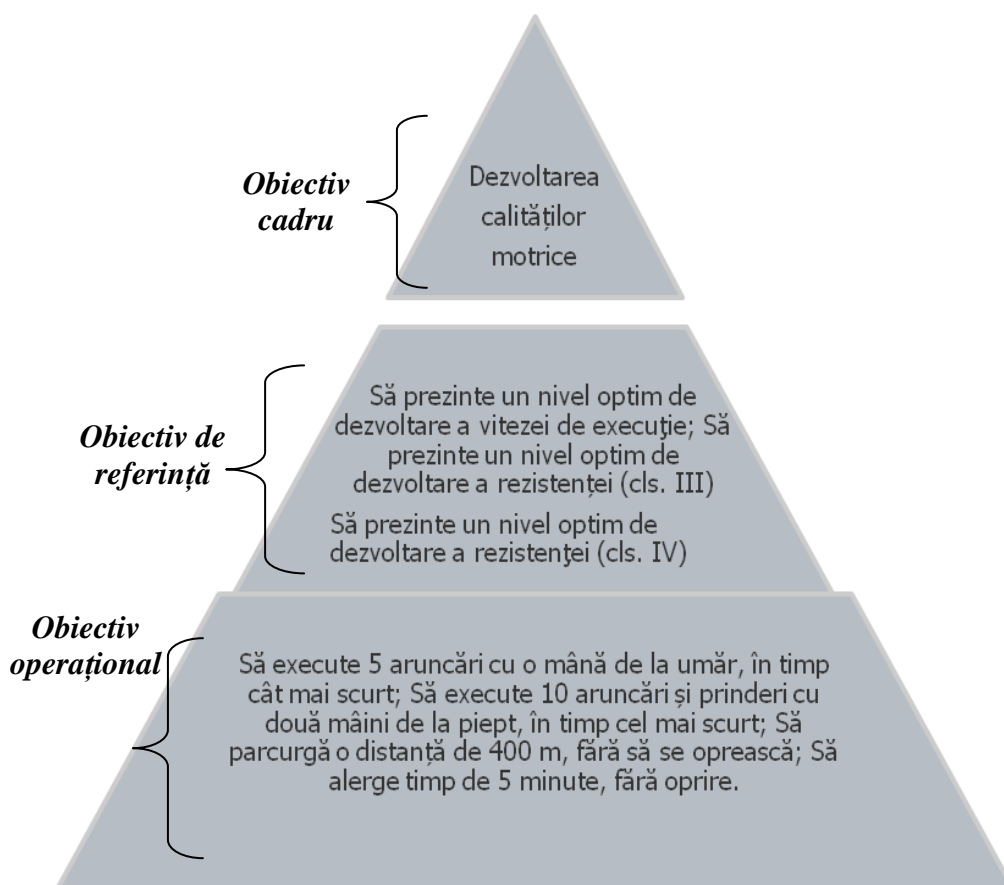 Obiectiv
cadru
Dezvoltarea
calităților
motrice
Obiectiv de
referință
Să prezinte un nivel optim de
dezvoltare a vitezei de execuţie; Să
prezinte un nivel optim de
dezvoltare a rezistenţei (cls. III)
Să prezinte un nivel optim de
dezvoltare a rezistenţei (cls. IV)
Obiectiv
operațional
Să execute 5 aruncări cu o mână de la umăr, în timp
cât mai scurt; Să execute 10 aruncări și prinderi cu
două mâini de la piept, în timp cel mai scurt; Să
parcurgă o distanță de 400 m, fără să se oprească; Să
alerge timp de 5 minute, fără oprire.